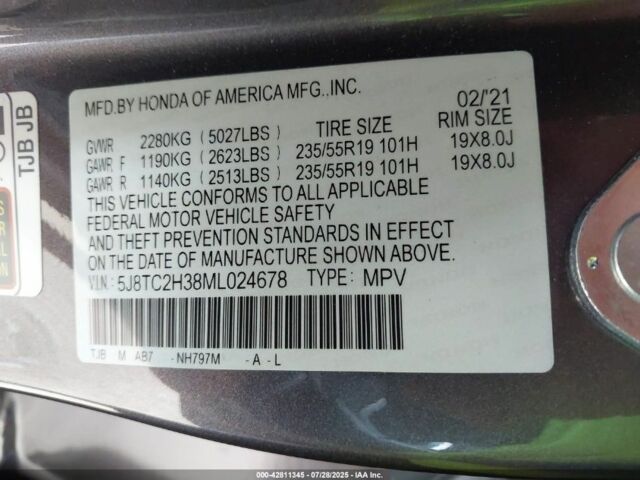 MFD.BY HONDA OF AMERICA MFG.,INC.
02/'21
TIRE SIZE RIM SIZE
GVWR 2280KG (5027LBS)
GAWR F 1190KG (2623LBS) 235/55R19 101H 19X8.0J
GAWR R 1140KG (2513LBS) 235/55R19 101H 19X8.0J
THIS VEHICLE CONFORMS TO ALL APPLICABLE
FEDERAL MOTOR VEHICLE SAFETY
AND THEFT PREVENTION STANDARDS IN EFFECT
ON THE DATE OF MANUFACTURE SHOWN ABOVE.
V.I.N.: 5J8TC2H38ML024678 TYPE: MPV
TJB M AB7 -NH797M -A-L
TJB JB
000-42811345 07/28/2025 IAAI.COM